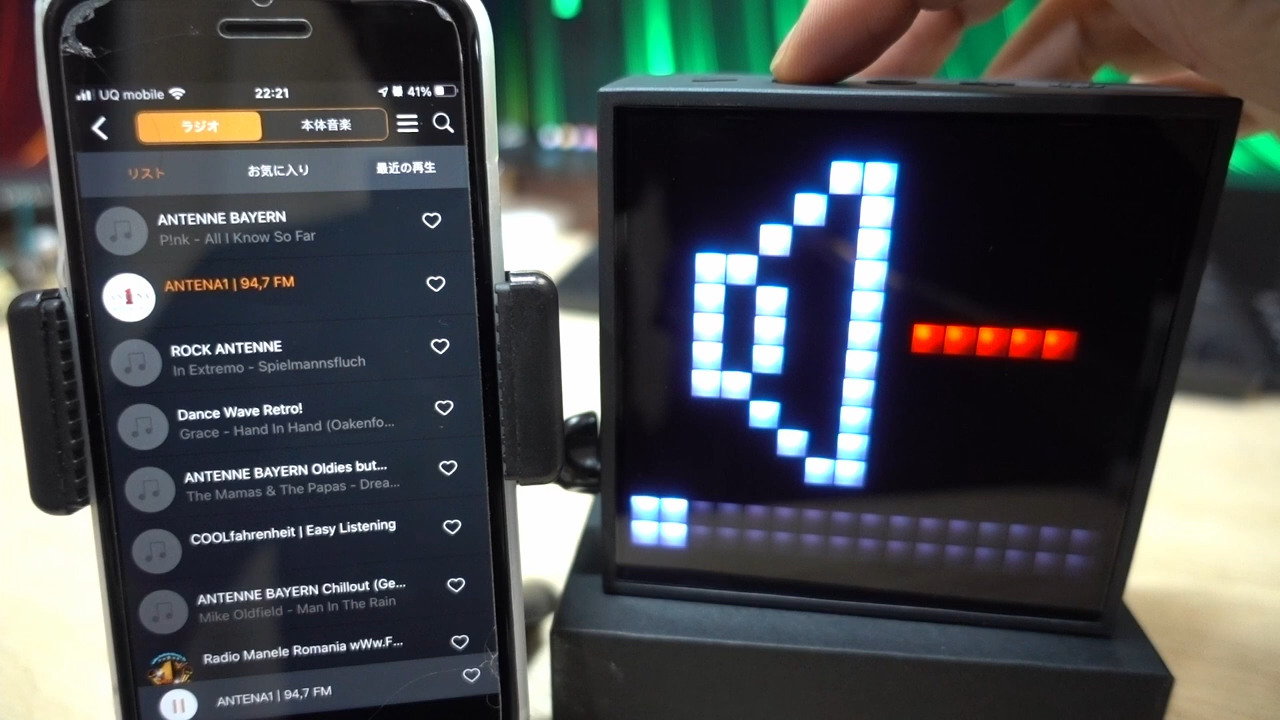 UQ mobile 22:21 41%
ラジオ 本体音楽
リスト お気に入り 最近の再生
ANTENNE BAYERN
P!nk - All I Know So Far
ANTENA1 | 94,7 FM
ROCK ANTENNE
In Extremo - Spielmannsfluch
Dance Wave Retro!
Grace - Hand In Hand (Oakenfo...
ANTENNE BAYERN Oldies but...
The Mamas & The Papas - Drea...
COOLfahrenheit | Easy Listening
ANTENNE BAYERN Chillout (Ge...
Mike Oldfield - Man In The Rain
Radio Manele Romania wWw.F...
ANTENA1 | 94,7 FM